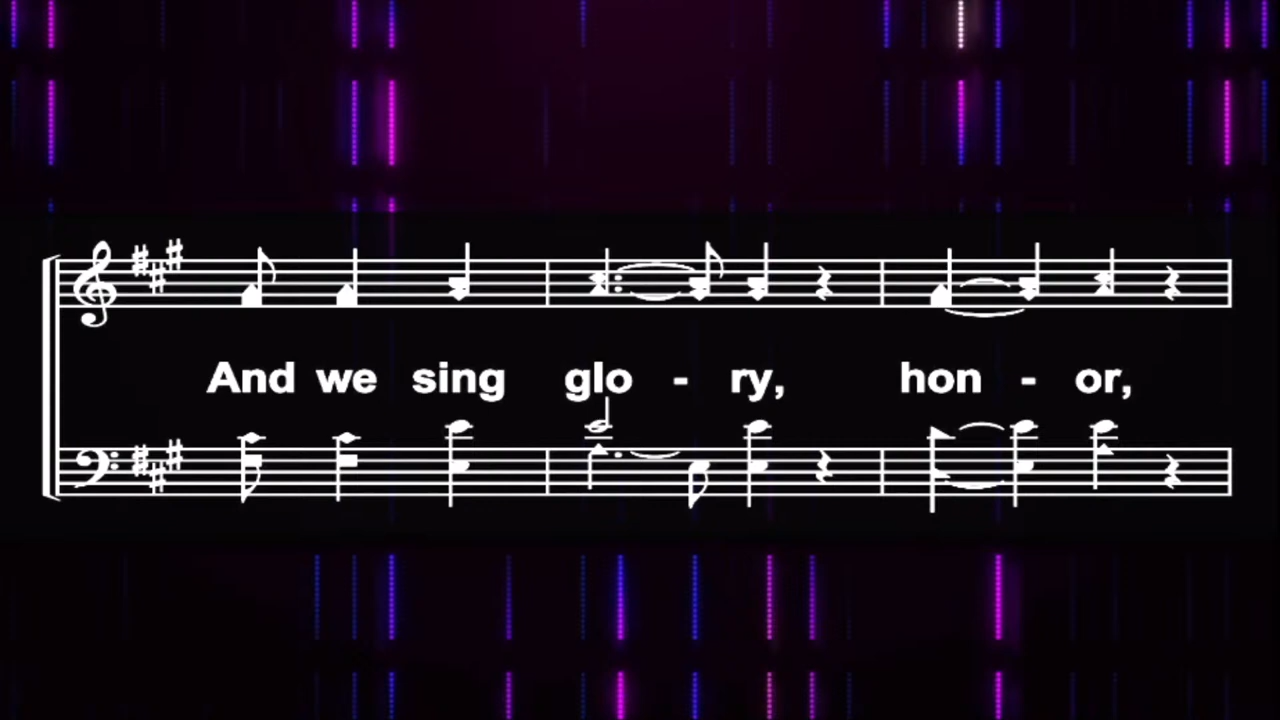 And we sing glo - ry, hon - or,